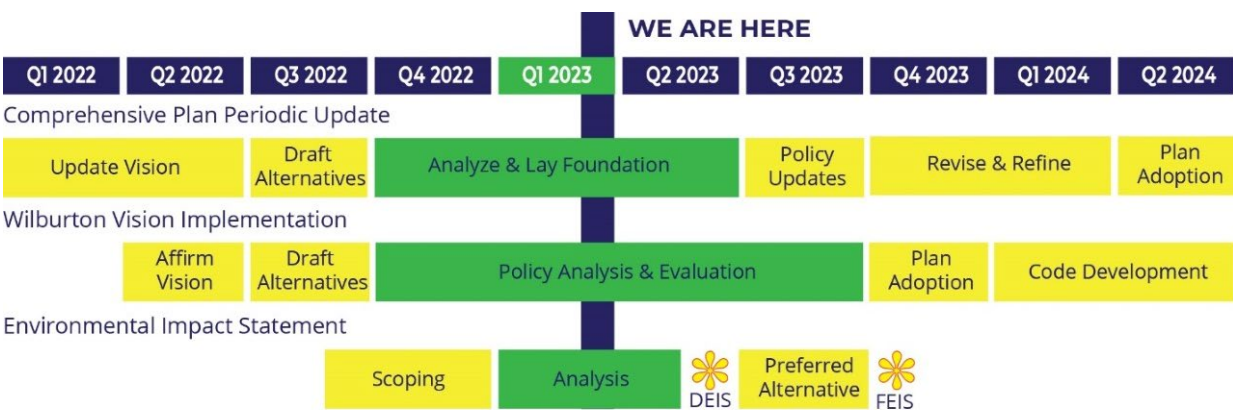 WE ARE HERE
Q1 2022 Q2 2022 Q3 2022 Q4 2022 Q1 2023 Q2 2023 Q3 2023 Q4 2023 Q1 2024 Q2 2024
Comprehensive Plan Periodic Update
Update Vision
Draft
Alternatives
Analyze & Lay Foundation
Policy
Updates
Revise & Refine
Plan
Adoption
Wilburton Vision Implementation
Affirm
Vision
Draft
Alternatives
Policy Analysis & Evaluation
Plan
Adoption
Code Development
Environmental Impact Statement
Scoping
Analysis
DEIS
Preferred
Alternative
FEIS